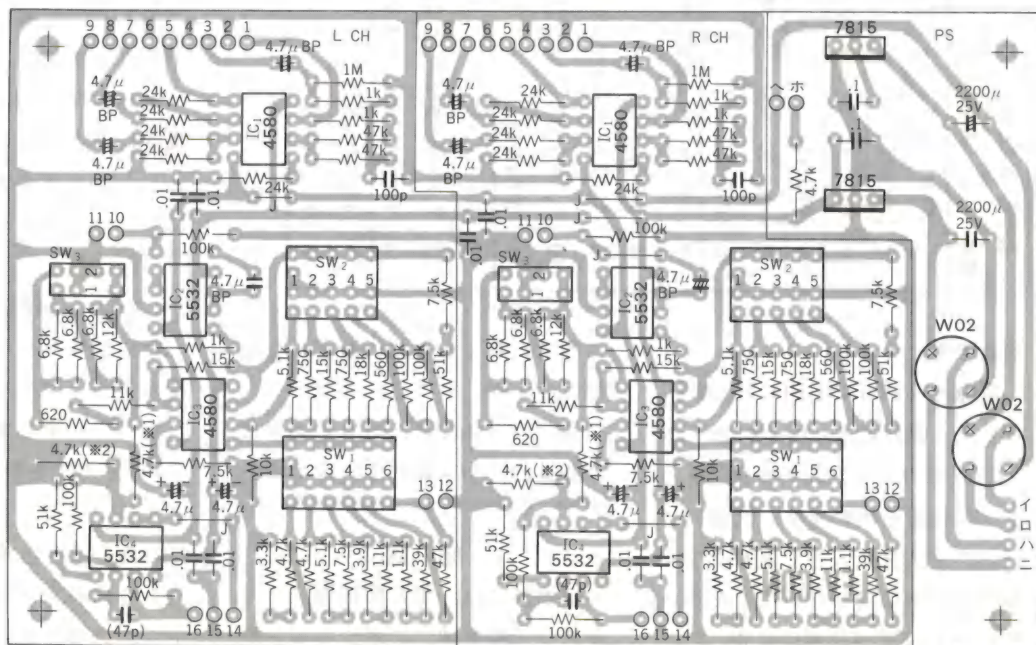 9 8 7 6 5 4 3 2 1
L CH
4.7μ BP
1M
4.7μ
BP
24k
1k
24k
1k
24k
47k
24k
47k
4.7μ
BP
IC₁
4580
24k
100p
.01
.01
J
11 10
100k
SW₃
1 2
IC₂
5532
4.7μ
BP
SW₂
1 2 3 4 5
7.5k
6.8k
6.8k
6.8k
12k
1k
15k
5.1k
750
15k
750
18k
560
100k
100k
51k
11k
620
IC₃
4580
4.7k(※1)
4.7k(※2)
7.5k
10k
SW₁
1 2 3 4 5 6
13 12
+
4.7μ
+
4.7μ
J
51k
100k
IC₄
5532
.01
.01
100k
(47p)
16 15 14
3.3k
4.7k
4.7k
5.1k
7.5k
3.9k
11k
1.1k
39k
47k
9 8 7 6 5 4 3 2 1
R CH
4.7μ
BP
1M
4.7μ
BP
24k
1k
24k
1k
24k
47k
24k
47k
4.7μ
BP
IC₁
4580
24k
100p
.01
.01
J
J
J
11 10
100k
SW₃
1 2
IC₂
5532
4.7μ
BP
SW₂
1 2 3 4 5
7.5k
6.8k
6.8k
6.8k
12k
1k
15k
5.1k
750
15k
750
18k
560
100k
100k
51k
11k
620
IC₃
4580
4.7k(※1)
4.7k(※2)
7.5k
10k
SW₁
1 2 3 4 5 6
13 12
+
4.7μ
+
4.7μ
J
51k
100k
5532
.01
.01
(47p)
100k
16 15 14
3.3k
4.7k
4.7k
5.1k
7.5k
3.9k
11k
1.1k
39k
47k
7815
PS
ヘ ホ
.1
.1
2200μ
25V
4.7k
7815
2200μ
25V
W02
W02
イ
ロ
ハ
ニ